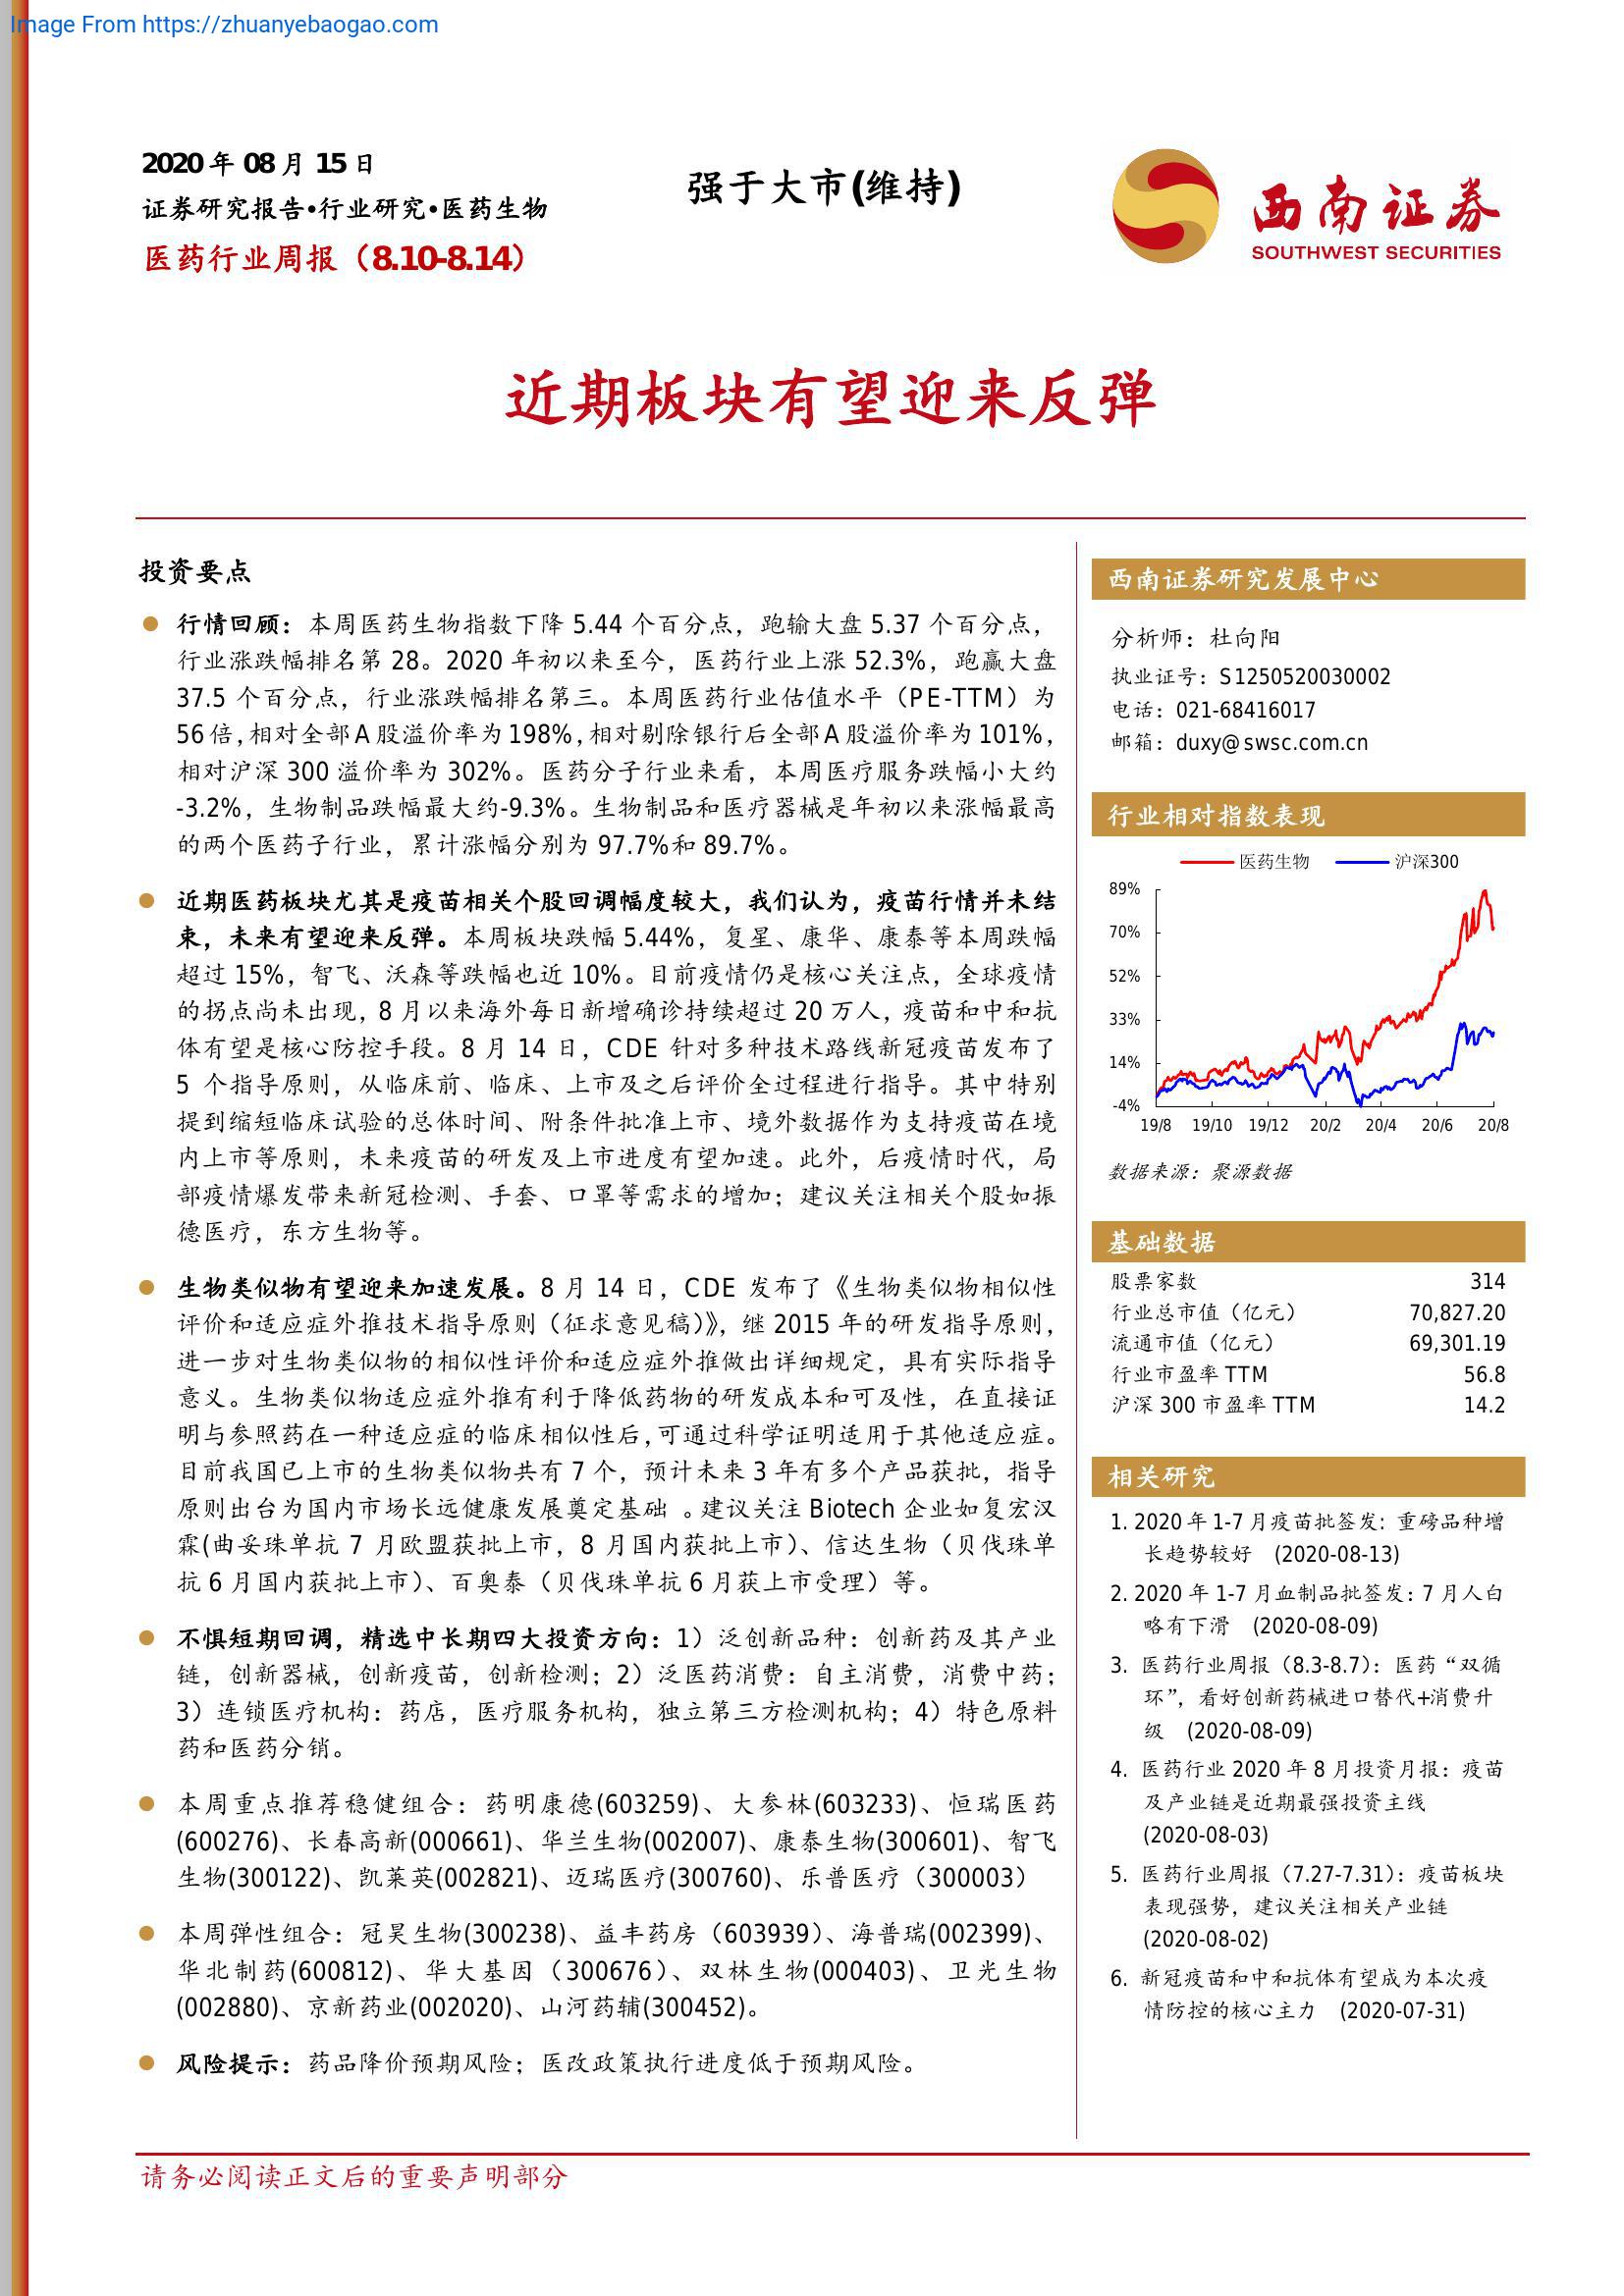 Image From https://zhuanyebaogao.com
2020 年 08 月 15 日
证券研究报告•行业研究•医药生物
医药行业周报（8.10-8.14）
强于大市(维持)
西南证券
SOUTHWEST SECURITIES
近期板块有望迎来反弹
投资要点
行情回顾：本周医药生物指数下降 5.44 个百分点，跑输大盘 5.37 个百分点，
行业涨跌幅排名第 28。2020 年初以来至今，医药行业上涨 52.3%，跑赢大盘
37.5 个百分点，行业涨跌幅排名第三。本周医药行业估值水平（PE-TTM）为
56 倍，相对全部 A 股溢价率为 198%，相对剔除银行后全部 A 股溢价率为 101%，
相对沪深 300 溢价率为 302%。医药分子行业来看，本周医疗服务跌幅小大约
-3.2%，生物制品跌幅最大约-9.3%。生物制品和医疗器械是年初以来涨幅最高
的两个医药子行业，累计涨幅分别为 97.7%和 89.7%。
近期医药板块尤其是疫苗相关个股回调幅度较大，我们认为，疫苗行情并未结
束，未来有望迎来反弹。本周板块跌幅 5.44%，复星、康华、康泰等本周跌幅
超过 15%，智飞、沃森等跌幅也近 10%。目前疫情仍是核心关注点，全球疫情
的拐点尚未出现，8 月以来海外每日新增确诊持续超过 20 万人，疫苗和中和抗
体有望是核心防控手段。8 月 14 日，CDE 针对多种技术路线新冠疫苗发布了
5 个指导原则，从临床前、临床、上市及之后评价全过程进行指导。其中特别
提到缩短临床试验的总体时间、附条件批准上市、境外数据作为支持疫苗在境
内上市等原则，未来疫苗的研发及上市进度有望加速。此外，后疫情时代，局
部疫情爆发带来新冠检测、手套、口罩等需求的增加；建议关注相关个股如振
德医疗，东方生物等。
生物类似物有望迎来加速发展。8 月 14 日，CDE 发布了《生物类似物相似性
评价和适应症外推技术指导原则（征求意见稿）》，继 2015 年的研发指导原则，
进一步对生物类似物的相似性评价和适应症外推做出详细规定，具有实际指导
意义。生物类似物适应症外推有利于降低药物的研发成本和可及性，在直接证
明与参照药在一种适应症的临床相似性后，可通过科学证明适用于其他适应症。
目前我国已上市的生物类似物共有 7 个，预计未来 3 年有多个产品获批，指导
原则出台为国内市场长远健康发展奠定基础 。建议关注 Biotech 企业如复宏汉
霖(曲妥珠单抗 7 月欧盟获批上市，8 月国内获批上市）、信达生物（贝伐珠单
抗 6 月国内获批上市）、百奥泰（贝伐珠单抗 6 月获上市受理）等。
不惧短期回调，精选中长期四大投资方向：1）泛创新品种：创新药及其产业
链，创新器械，创新疫苗，创新检测；2）泛医药消费：自主消费，消费中药；
3）连锁医疗机构：药店，医疗服务机构，独立第三方检测机构；4）特色原料
药和医药分销。
本周重点推荐稳健组合：药明康德(603259)、大参林(603233)、恒瑞医药
(600276)、长春高新(000661)、华兰生物(002007)、康泰生物(300601)、智飞
生物(300122)、凯莱英(002821)、迈瑞医疗(300760)、乐普医疗（300003）
本周弹性组合：冠昊生物(300238)、益丰药房（603939）、海普瑞(002399)、
华北制药(600812)、华大基因（300676）、双林生物(000403)、卫光生物
(002880)、京新药业(002020)、山河药辅(300452)。
风险提示：药品降价预期风险；医改政策执行进度低于预期风险。
西南证券研究发展中心
分析师：杜向阳
执业证号：S1250520030002
电话：021-68416017
邮箱：duxy@swsc.com.cn
行业相对指数表现
医药生物 沪深300
89%
70%
52%
33%
14%
-4%
19/8 19/10 19/12 20/2 20/4 20/6 20/8
数据来源：聚源数据
基础数据
股票家数 314
行业总市值（亿元） 70,827.20
流通市值（亿元） 69,301.19
行业市盈率 TTM 56.8
沪深 300 市盈率 TTM 14.2
相关研究
1. 2020 年 1-7 月疫苗批签发：重磅品种增
长趋势较好 (2020-08-13)
2. 2020 年 1-7 月血制品批签发：7 月人白
略有下滑 (2020-08-09)
3. 医药行业周报（8.3-8.7）：医药“双循
环”，看好创新药械进口替代+消费升
级 (2020-08-09)
4. 医药行业 2020 年 8 月投资月报：疫苗
及产业链是近期最强投资主线
(2020-08-03)
5. 医药行业周报（7.27-7.31）：疫苗板块
表现强势，建议关注相关产业链
(2020-08-02)
6. 新冠疫苗和中和抗体有望成为本次疫
情防控的核心主力 (2020-07-31)
请务必阅读正文后的重要声明部分